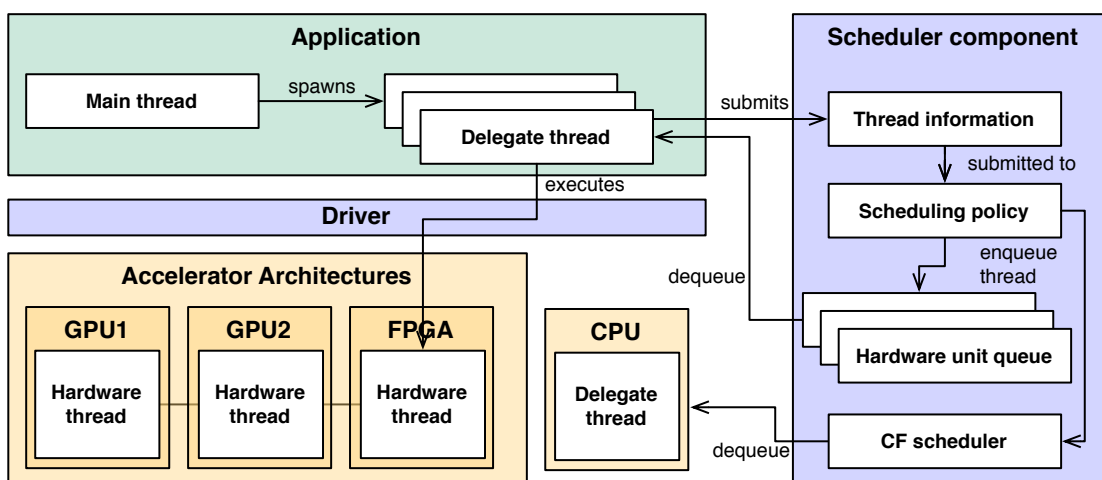 Application
Main thread
spawns
Delegate thread
executes
submits
dequeue
Scheduler component
Thread information
submitted to
Scheduling policy
enqueue
thread
Hardware unit queue
CF scheduler
dequeue
Driver
Accelerator Architectures
GPU1
Hardware
thread
GPU2
Hardware
thread
FPGA
Hardware
thread
CPU
Delegate
thread